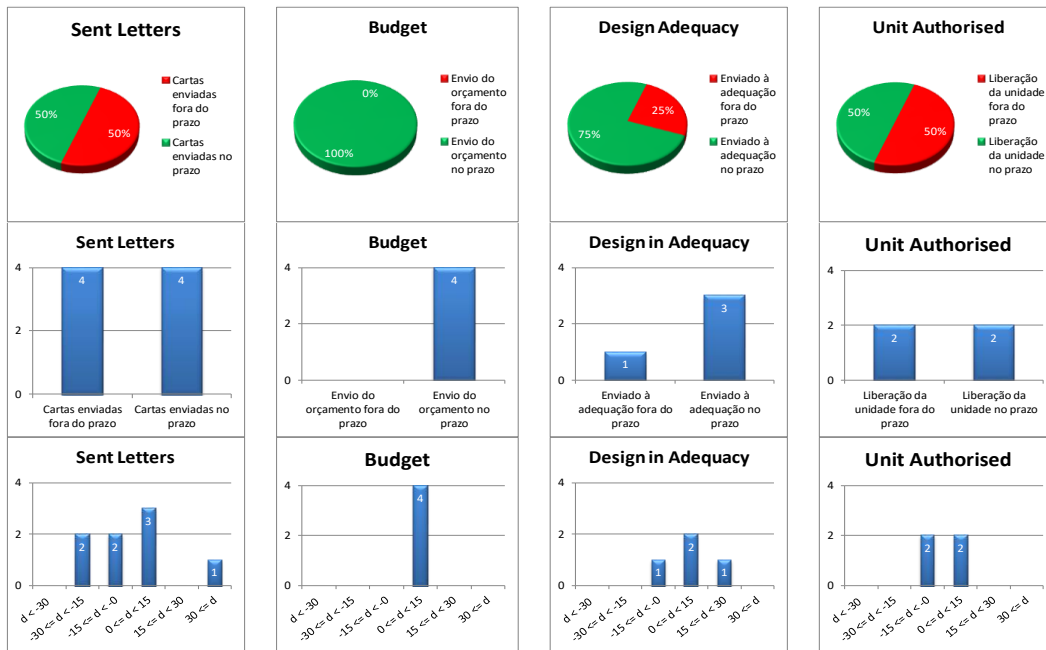 Sent Letters
50%
50%
Cartas
enviadas
fora do
prazo
Cartas
enviadas no
prazo
Budget
0%
100%
Envio do
orçamento
fora do
prazo
Envio do
orçamento
no prazo
Design Adequacy
25%
75%
Enviado à
adequação
fora do
prazo
Enviado à
adequação
no prazo
Unit Authorised
50%
50%
Liberação
da unidade
fora do
prazo
Liberação
da unidade
no prazo
Sent Letters
4
2
0
4
4
Cartas enviadas
fora do prazo
Cartas enviadas no
prazo
Budget
4
2
0
4
Envio do
orçamento fora do
prazo
Envio do
orçamento no
prazo
Design in Adequacy
4
2
0
1
3
Enviado à
adequação fora do
prazo
Enviado à
adequação no
prazo
Unit Authorised
4
2
0
2
2
Liberação da
unidade fora do
prazo
Liberação da
unidade no prazo
Sent Letters
4
2
0
2
2
3
1
d < -30
-30 <= d < -15
-15 <= d < -0
0 <= d < 15
15 <= d < 30
30 <= d
Budget
4
2
0
4
d < -30
-30 <= d < -15
-15 <= d < -0
0 <= d < 15
15 <= d < 30
30 <= d
Design in Adequacy
4
2
0
1
2
1
d < -30
-30 <= d < -15
-15 <= d < -0
0 <= d < 15
15 <= d < 30
30 <= d
Unit Authorised
4
2
0
2
2
d < -30
-30 <= d < -15
-15 <= d < -0
0 <= d < 15
15 <= d < 30
30 <= d